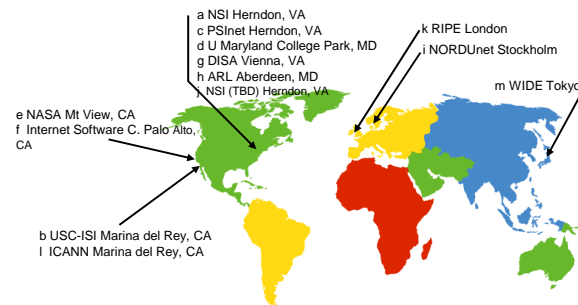 a NSI Herndon, VA
c PSInet Herndon, VA
d U Maryland College Park, MD
g DISA Vienna, VA
h ARL Aberdeen, MD
j NSI (TBD) Herndon, VA
k RIPE London
i NORDUnet Stockholm
m WIDE Tokyo
e NASA Mt View, CA
f Internet Software C. Palo Alto,
CA
b USC-ISI Marina del Rey, CA
l ICANN Marina del Rey, CA